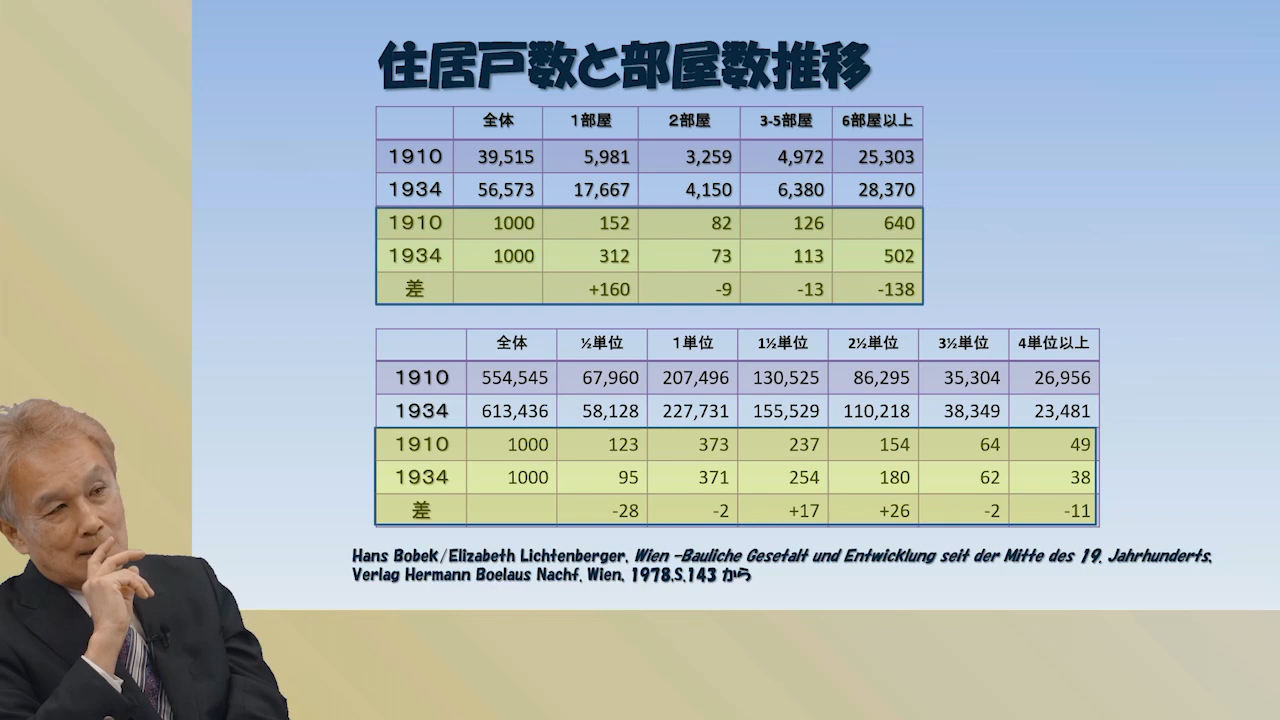 住居戸数と部屋数推移
全体 １部屋 ２部屋 3-5部屋 6部屋以上
１９１０ 39,515 5,981 3,259 4,972 25,303
１９３４ 56,573 17,667 4,150 6,380 28,370
１９１０ 1000 152 82 126 640
１９３４ 1000 312 73 113 502
差 +160 -9 -13 -138
全体 ½単位 １単位 1½単位 2½単位 3½単位 4単位以上
１９１０ 554,545 67,960 207,496 130,525 86,295 35,304 26,956
１９３４ 613,436 58,128 227,731 155,529 110,218 38,349 23,481
１９１０ 1000 123 373 237 154 64 49
１９３４ 1000 95 371 254 180 62 38
差 -28 -2 +17 +26 -2 -11
Hans Bobek/Elizabeth Lichtenberger, Wien –Bauliche Gesetalt und Entwicklung seit der Mitte des 19. Jahrhunderts,
Verlag Hermann Boelaus Nachf, Wien, 1978,S.143 から